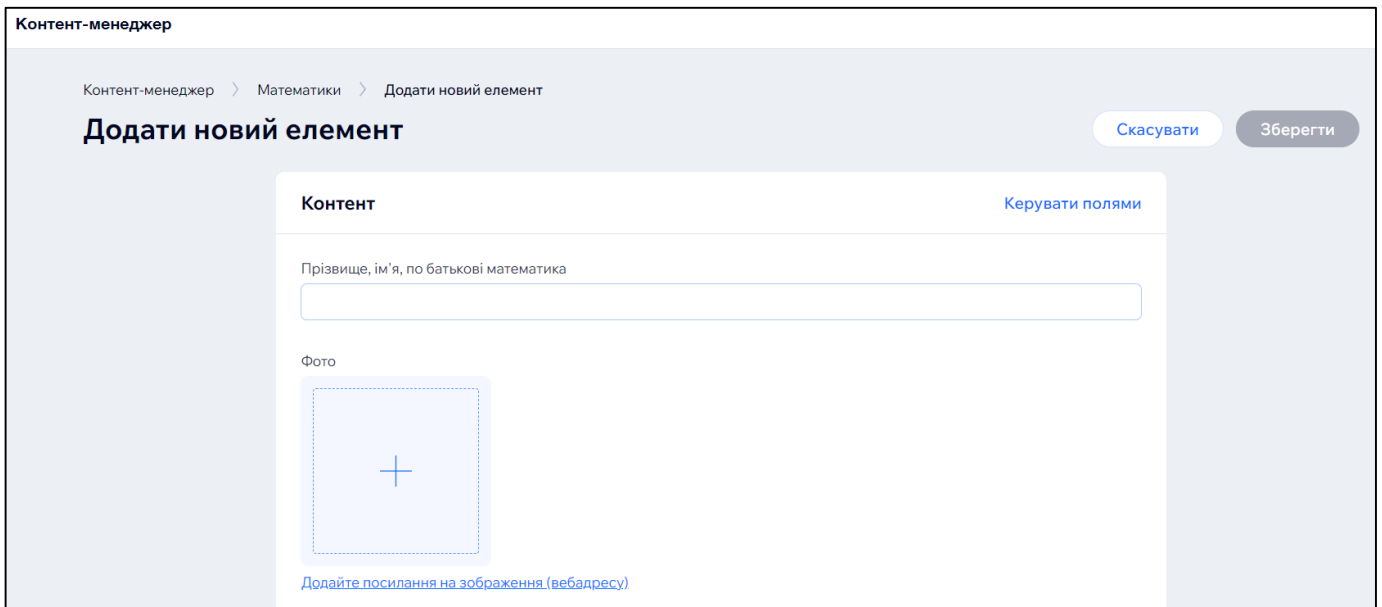 Контент-менеджер
Контент-менеджер > Математики > Додати новий елемент
Додати новий елемент
Скасувати Зберегти
Контент Керувати полями
Прізвище, ім'я, по батькові математика
Фото
Додайте посилання на зображення (вебадресу)